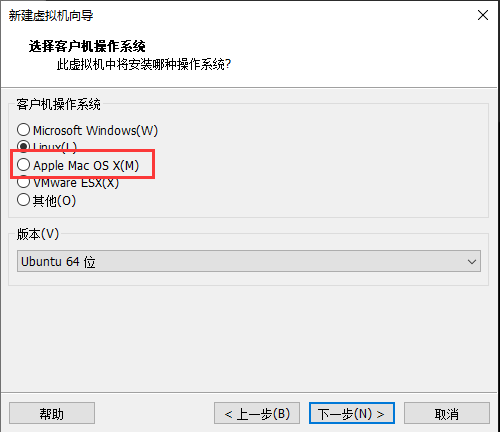 新建虚拟机向导
选择客户机操作系统
此虚拟机中将安装哪种操作系统?
客户机操作系统
Microsoft Windows(W)
Linux(L)
Apple Mac OS X(M)
VMware ESX(X)
其他(O)
版本(V)
Ubuntu 64 位
帮助
< 上一步(B)
下一步(N) >
取消